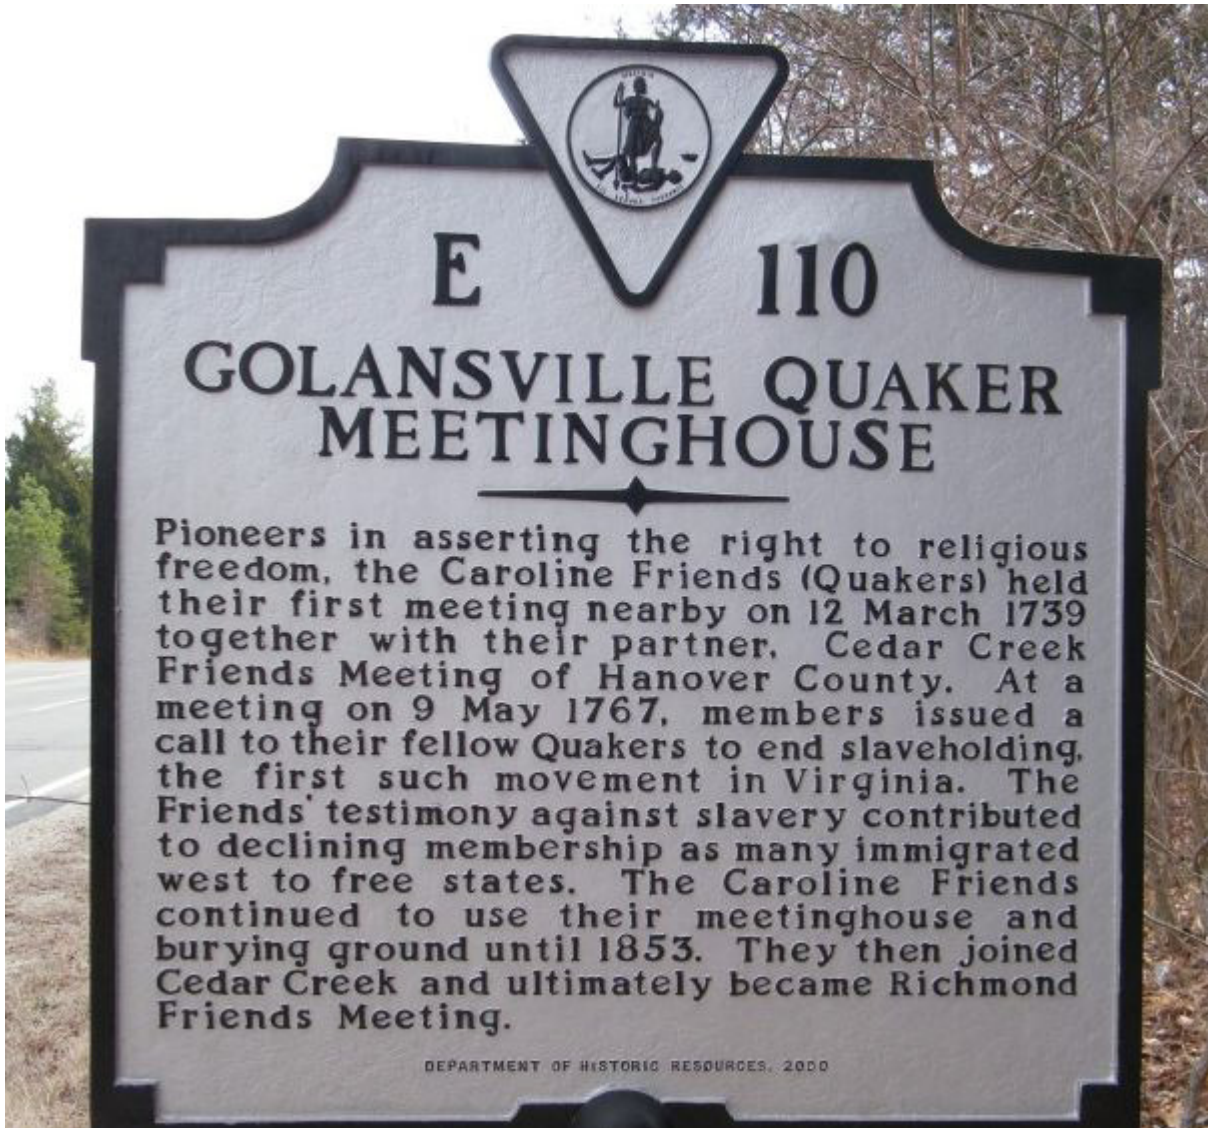 E 110
GOLANSVILLE QUAKER
MEETINGHOUSE
Pioneers in asserting the right to religious
freedom, the Caroline Friends (Quakers) held
their first meeting nearby on 12 March 1739
together with their partner, Cedar Creek
Friends Meeting of Hanover County. At a
meeting on 9 May 1767, members issued a
call to their fellow Quakers to end slaveholding,
the first such movement in Virginia. The
Friends' testimony against slavery contributed
to declining membership as many immigrated
west to free states. The Caroline Friends
continued to use their meetinghouse and
burying ground until 1853. They then joined
Cedar Creek and ultimately became Richmond
Friends Meeting.
DEPARTMENT OF HISTORIC RESOURCES, 2000